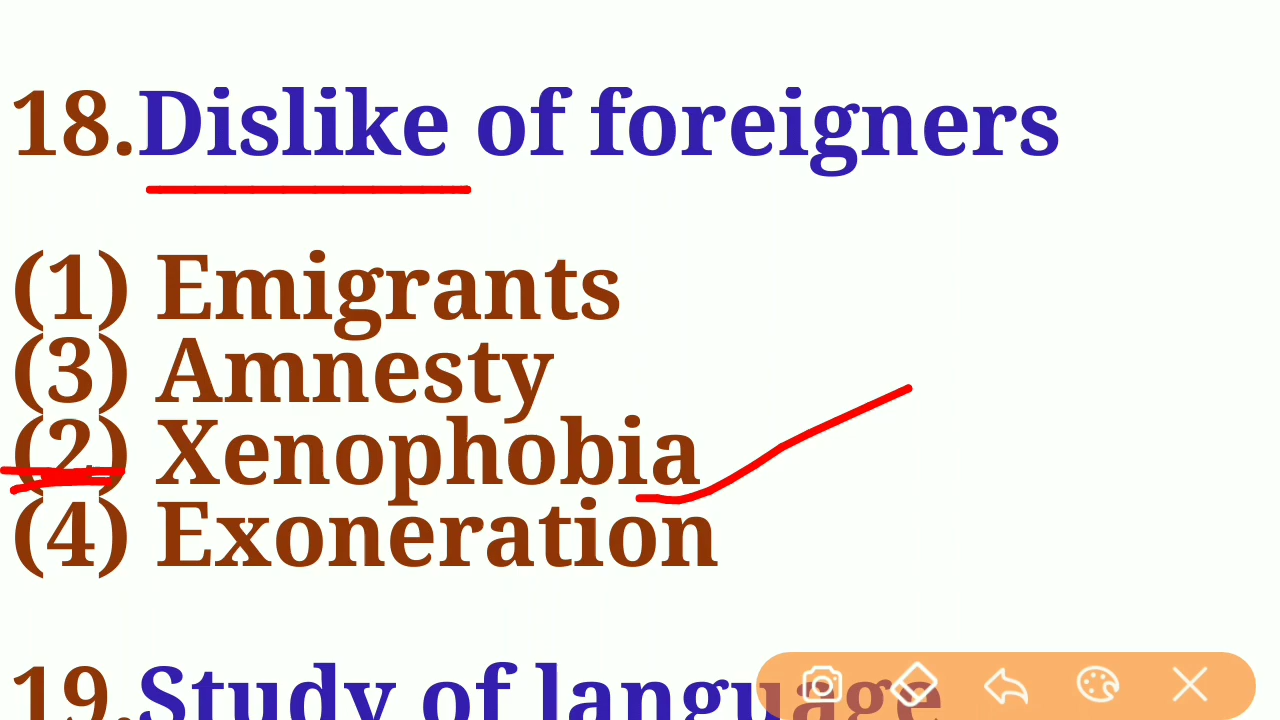 18.Dislike of foreigners
(1) Emigrants
(3) Amnesty
(2) Xenophobia
(4) Exoneration
19.Study of language